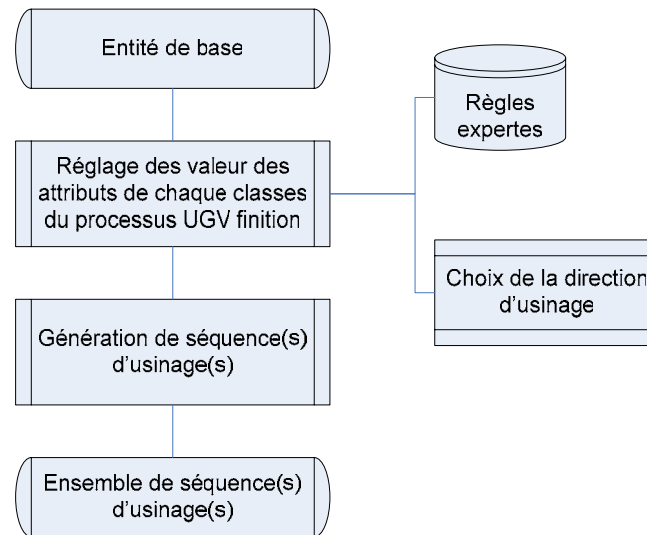 Entité de base
Règles
expertes
Réglage des valeur des
attributs de chaque classes
du processus UGV finition
Choix de la direction
d'usinage
Génération de séquence(s)
d'usinage(s)
Ensemble de séquence(s)
d'usinage(s)